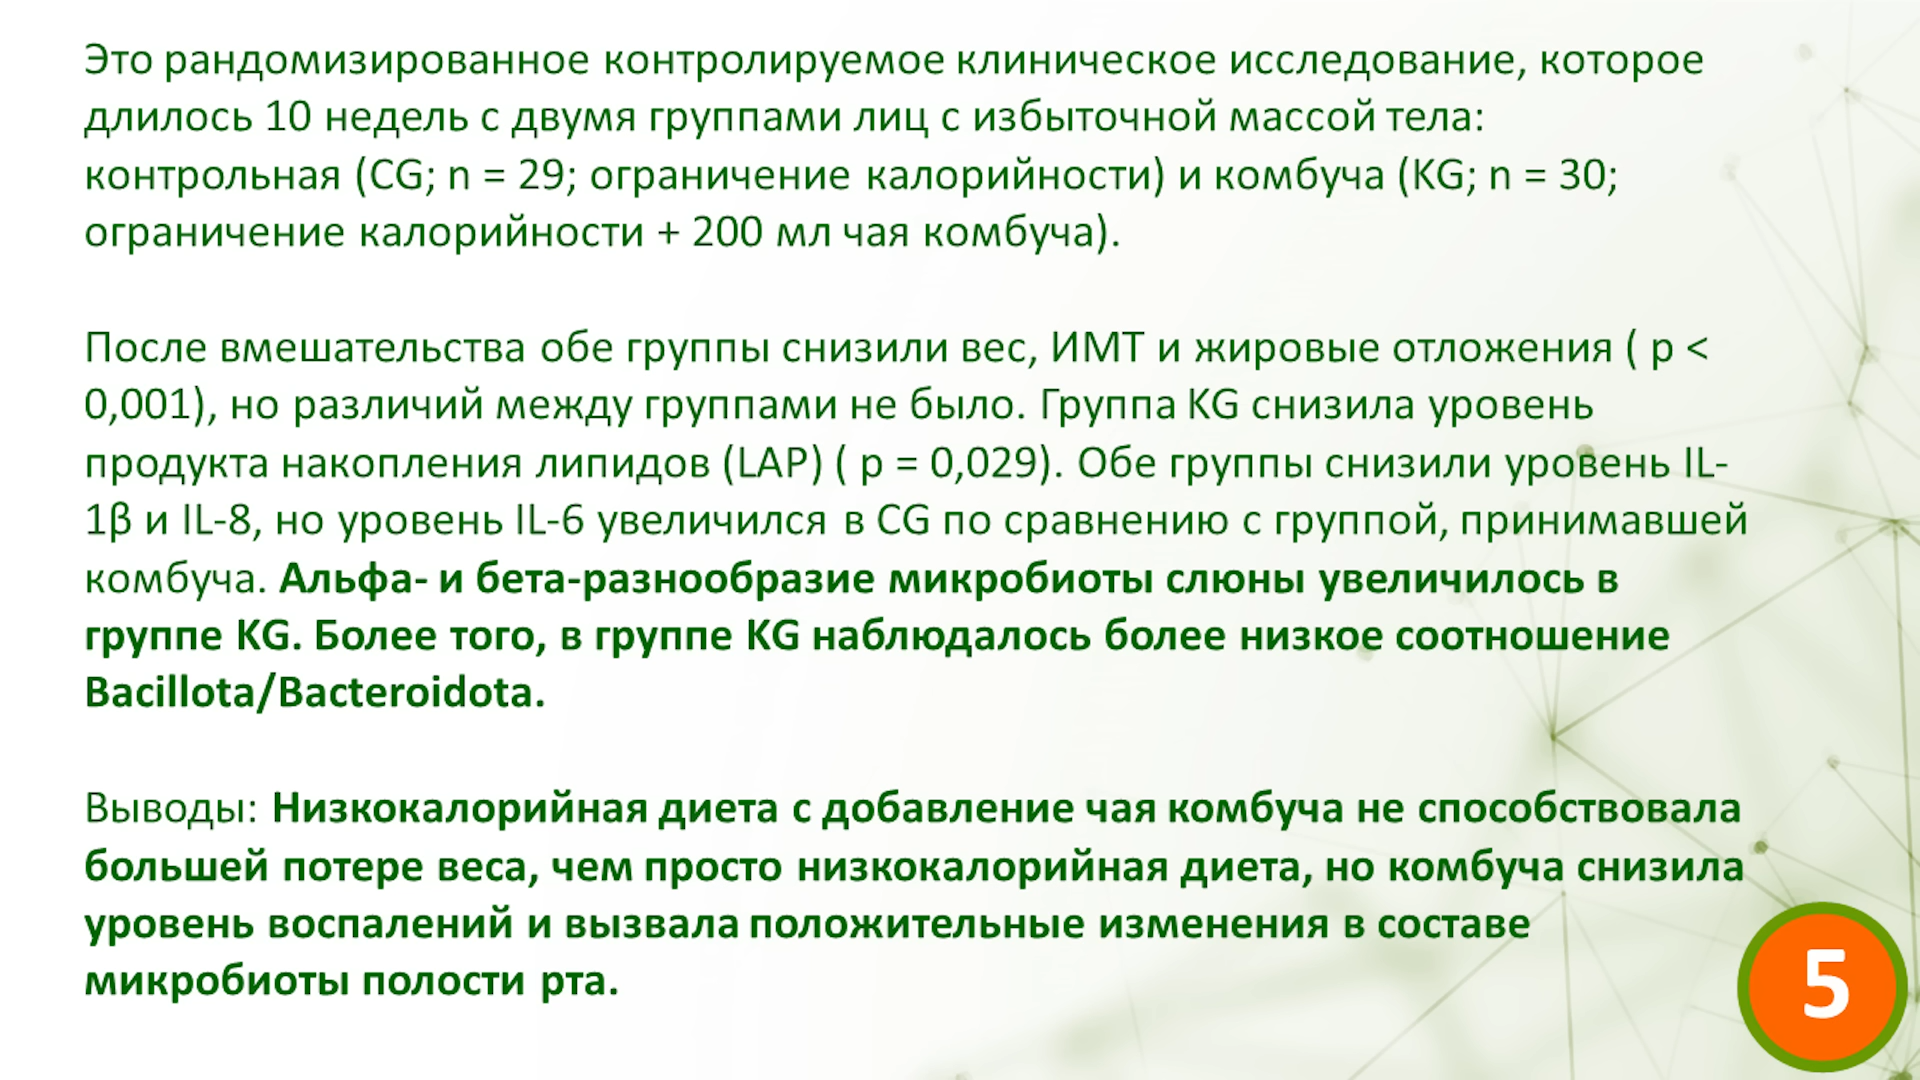 Это рандомизированное контролируемое клиническое исследование, которое
длилось 10 недель с двумя группами лиц с избыточной массой тела:
контрольная (CG; n = 29; ограничение калорийности) и комбуча (KG; n = 30;
ограничение калорийности + 200 мл чая комбуча).
После вмешательства обе группы снизили вес, ИМТ и жировые отложения ( p <
0,001), но различий между группами не было. Группа KG снизила уровень
продукта накопления липидов (LAP) ( p = 0,029). Обе группы снизили уровень IL-
1β и IL-8, но уровень IL-6 увеличился в CG по сравнению с группой, принимавшей
комбуча. Альфа- и бета-разнообразие микробиоты слюны увеличилось в
группе KG. Более того, в группе KG наблюдалось более низкое соотношение
Bacillota/Bacteroidota.
Выводы: Низкокалорийная диета с добавление чая комбуча не способствовала
большей потере веса, чем просто низкокалорийная диета, но комбуча снизила
уровень воспалений и вызвала положительные изменения в составе
микробиоты полости рта.
5